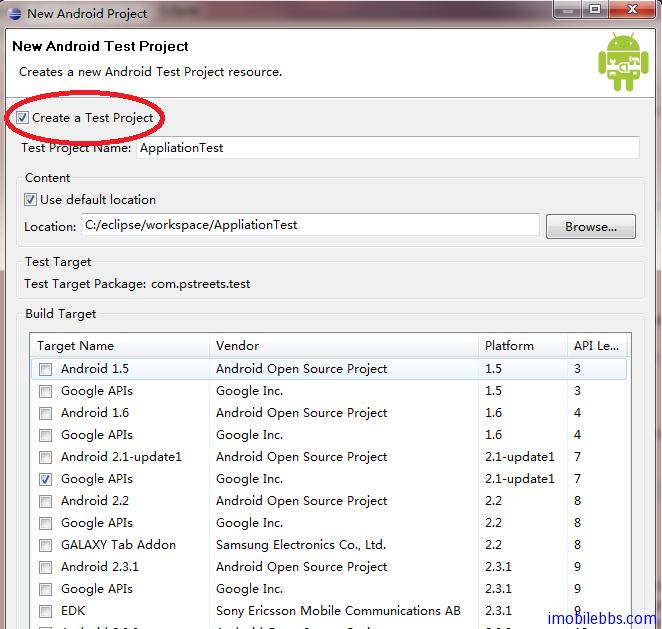 New Android Project
New Android Test Project
Creates a new Android Test Project resource.
Create a Test Project
Test Project Name: AppliationTest
Content
Use default location
Location: C:/eclipse/workspace/AppliationTest Browse...
Test Target
Test Target Package: com.pstreets.test
Build Target
Target Name Vendor Platform API Le...
Android 1.5 Android Open Source Project 1.5 3
Google APIs Google Inc. 1.5 3
Android 1.6 Android Open Source Project 1.6 4
Google APIs Google Inc. 1.6 4
Android 2.1-update1 Android Open Source Project 2.1-update1 7
Google APIs Google Inc. 2.1-update1 7
Android 2.2 Android Open Source Project 2.2 8
Google APIs Google Inc. 2.2 8
GALAXY Tab Addon Samsung Electronics Co., Ltd. 2.2 8
Android 2.3.1 Android Open Source Project 2.3.1 9
Google APIs Google Inc. 2.3.1 9
EDK Sony Ericsson Mobile Communications AB 2.3.1 9
imobilebbs.com